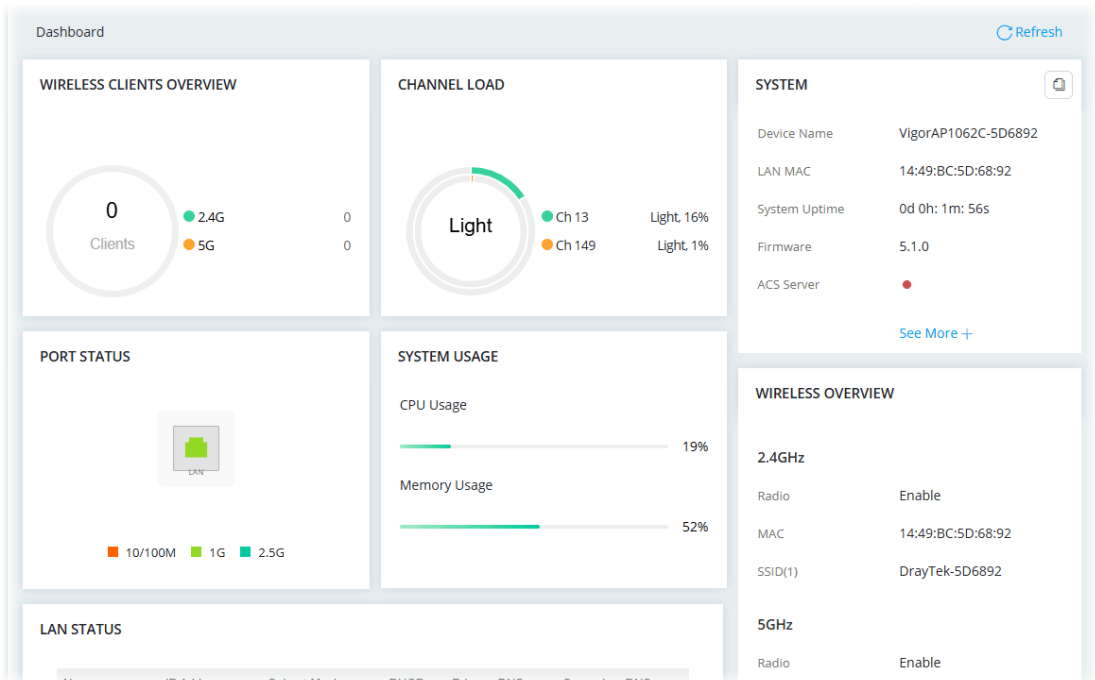 Dashboard
Refresh
WIRELESS CLIENTS OVERVIEW
0
Clients
2.4G 0
5G 0
CHANNEL LOAD
Light
Ch 13 Light, 16%
Ch 149 Light, 1%
SYSTEM
Device Name VigorAP1062C-5D6892
LAN MAC 14:49:BC:5D:68:92
System Uptime 0d 0h: 1m: 56s
Firmware 5.1.0
ACS Server
See More
PORT STATUS
LAN
10/100M 1G 2.5G
SYSTEM USAGE
CPU Usage
19%
Memory Usage
52%
WIRELESS OVERVIEW
2.4GHz
Radio Enable
MAC 14:49:BC:5D:68:92
SSID(1) DrayTek-5D6892
5GHz
Radio Enable
LAN STATUS